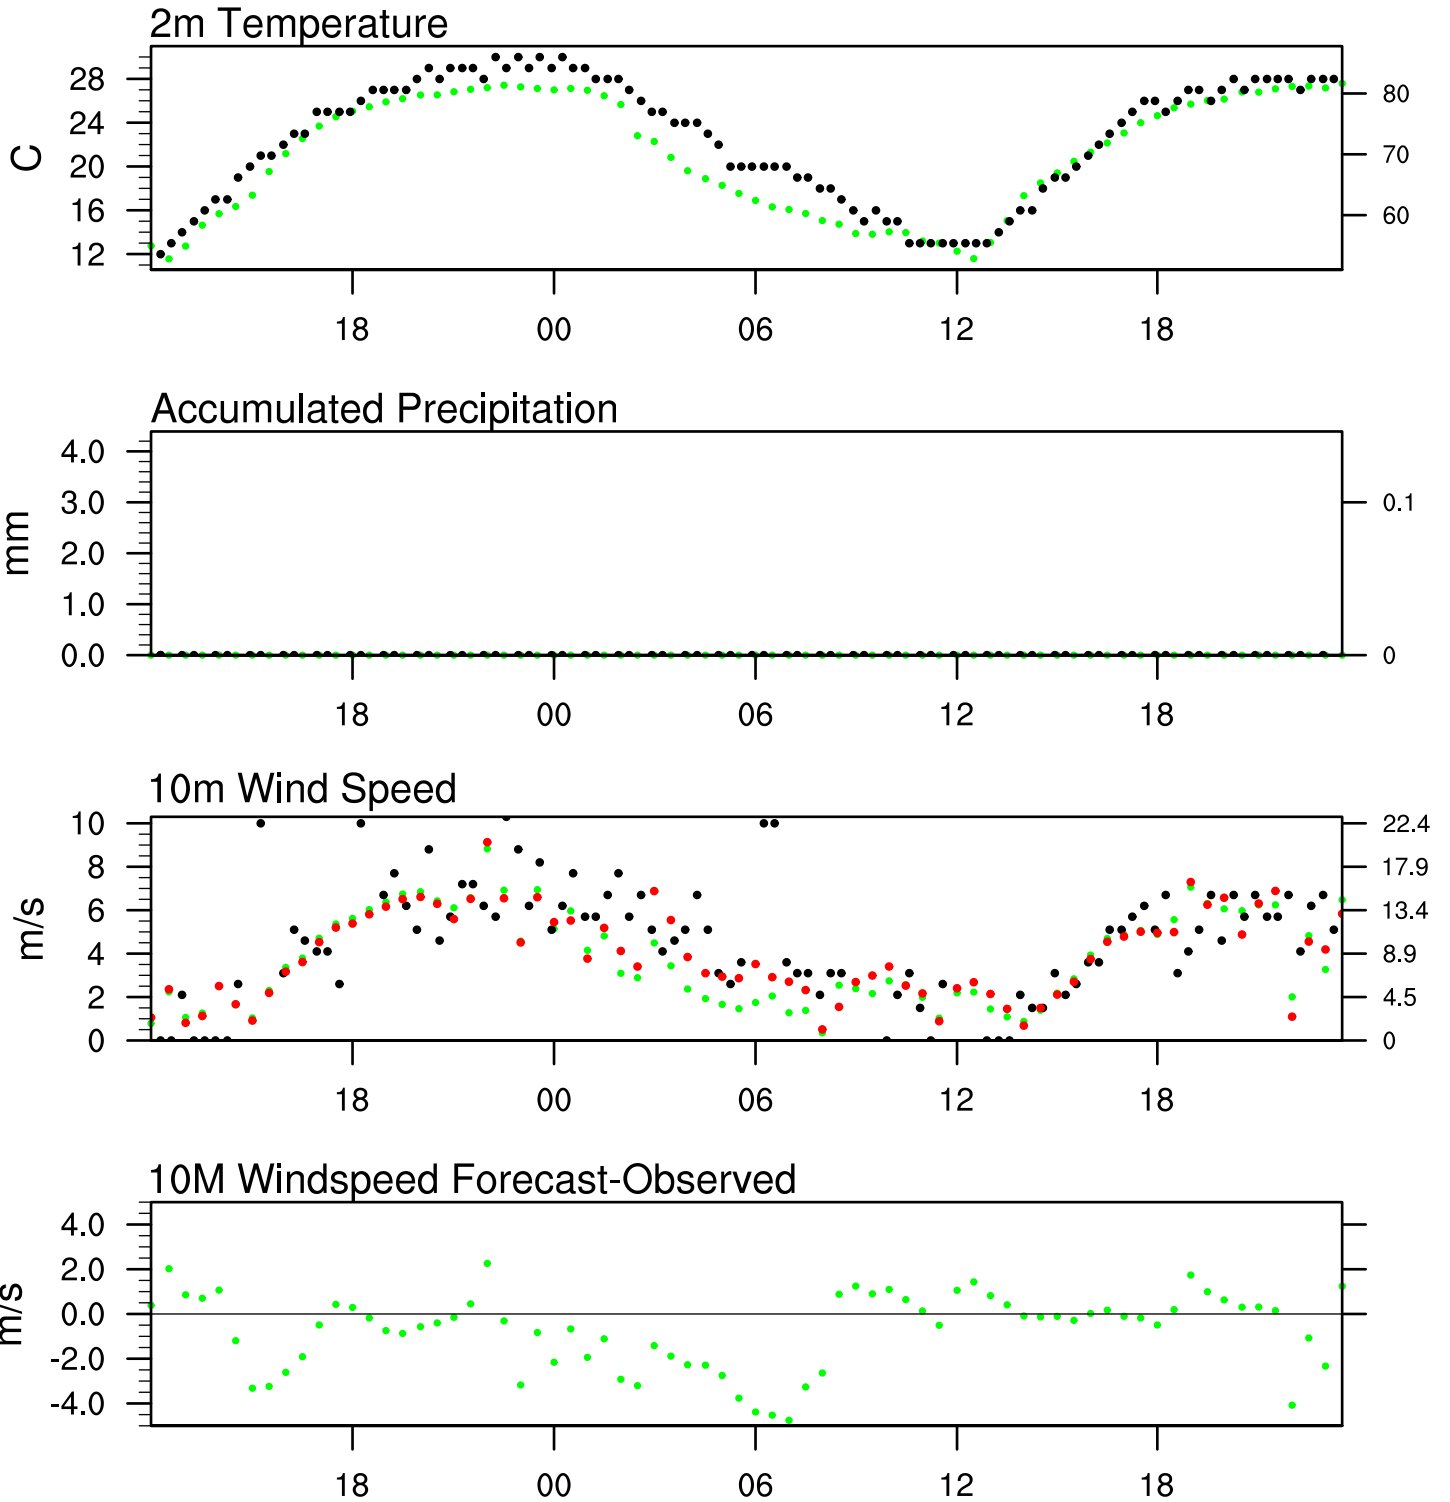 2m Temperature
28
24
20
16
12
C
80
70
60
18 00 06 12 18
Accumulated Precipitation
4.0
3.0
2.0
1.0
0.0
mm
0.1
0
18 00 06 12 18
10m Wind Speed
10
8
6
4
2
0
m/s
22.4
17.9
13.4
8.9
4.5
0
18 00 06 12 18
10M Windspeed Forecast-Observed
4.0
2.0
0.0
-2.0
-4.0
m/s
18 00 06 12 18